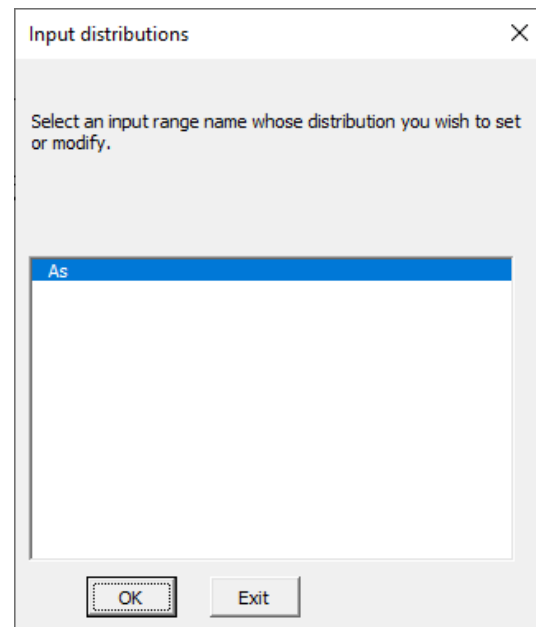 Input distributions
Select an input range name whose distribution you wish to set
or modify.
As
OK
Exit